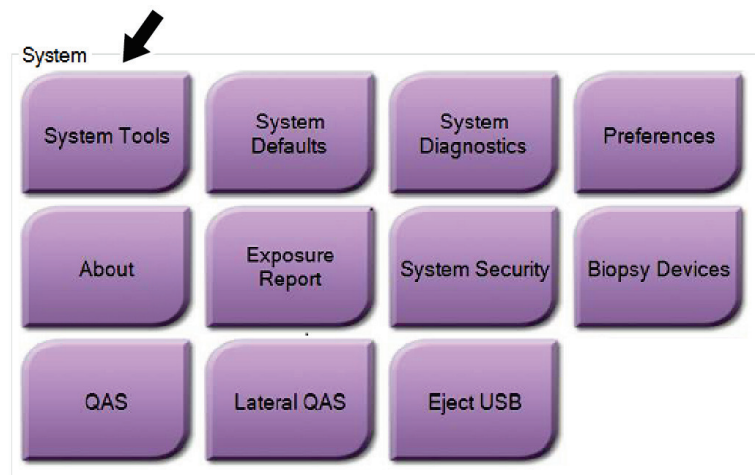 System
System Tools
System
Defaults
System
Diagnostics
Preferences
About
Exposure
Report
System Security
Biopsy Devices
QAS
Lateral QAS
Eject USB